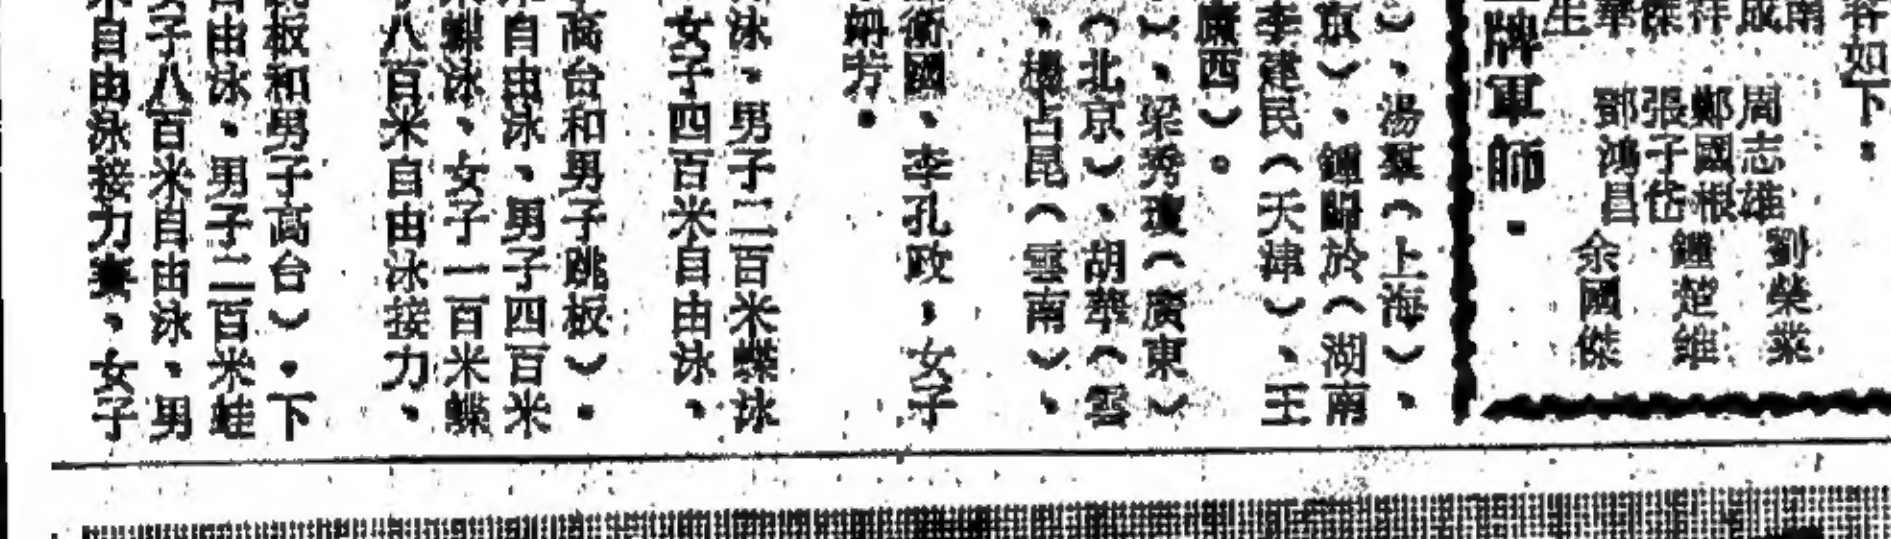 容如下：
南
成 周志雄 劉榮業
祥 鄭國根
傑 張子岱 鍾楚維
華 鄧鴻昌
生 余國傑
牌軍師．
）、湯羣（上海）、
京）、鍾歸於（湖南
李建民（天津）、王
廣西）。
）、梁秀瓊（廣東）
（北京）、胡華（雲
、楊占昆（雲南）、
衛國、李孔政，女子
娟芳。
泳、男子二百米蝶泳
女子四百米自由泳、
高台和男子跳板）。
自由泳、男子四百米
蝶泳、女子一百米蝶
八百米自由泳接力、
板和男子高台）。下
由泳、男子二百米蛙
子八百米自由泳、男
自由泳接力賽、女子